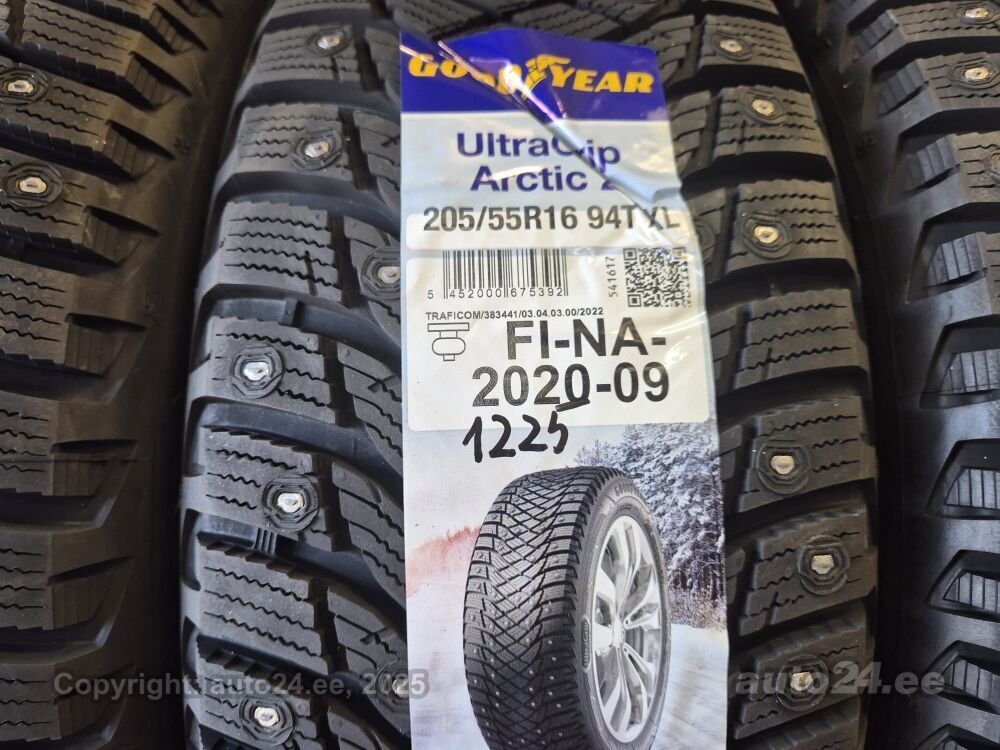 GOODYEAR
UltraGrip
Arctic 2
205/55R16 94T XL
5 452000 675392
541617
TRAFICOM/383441/03.04.03.00/2022
FI-NA-
2020-09
1225
Copyright: auto24.ee, 2025
auto24.ee